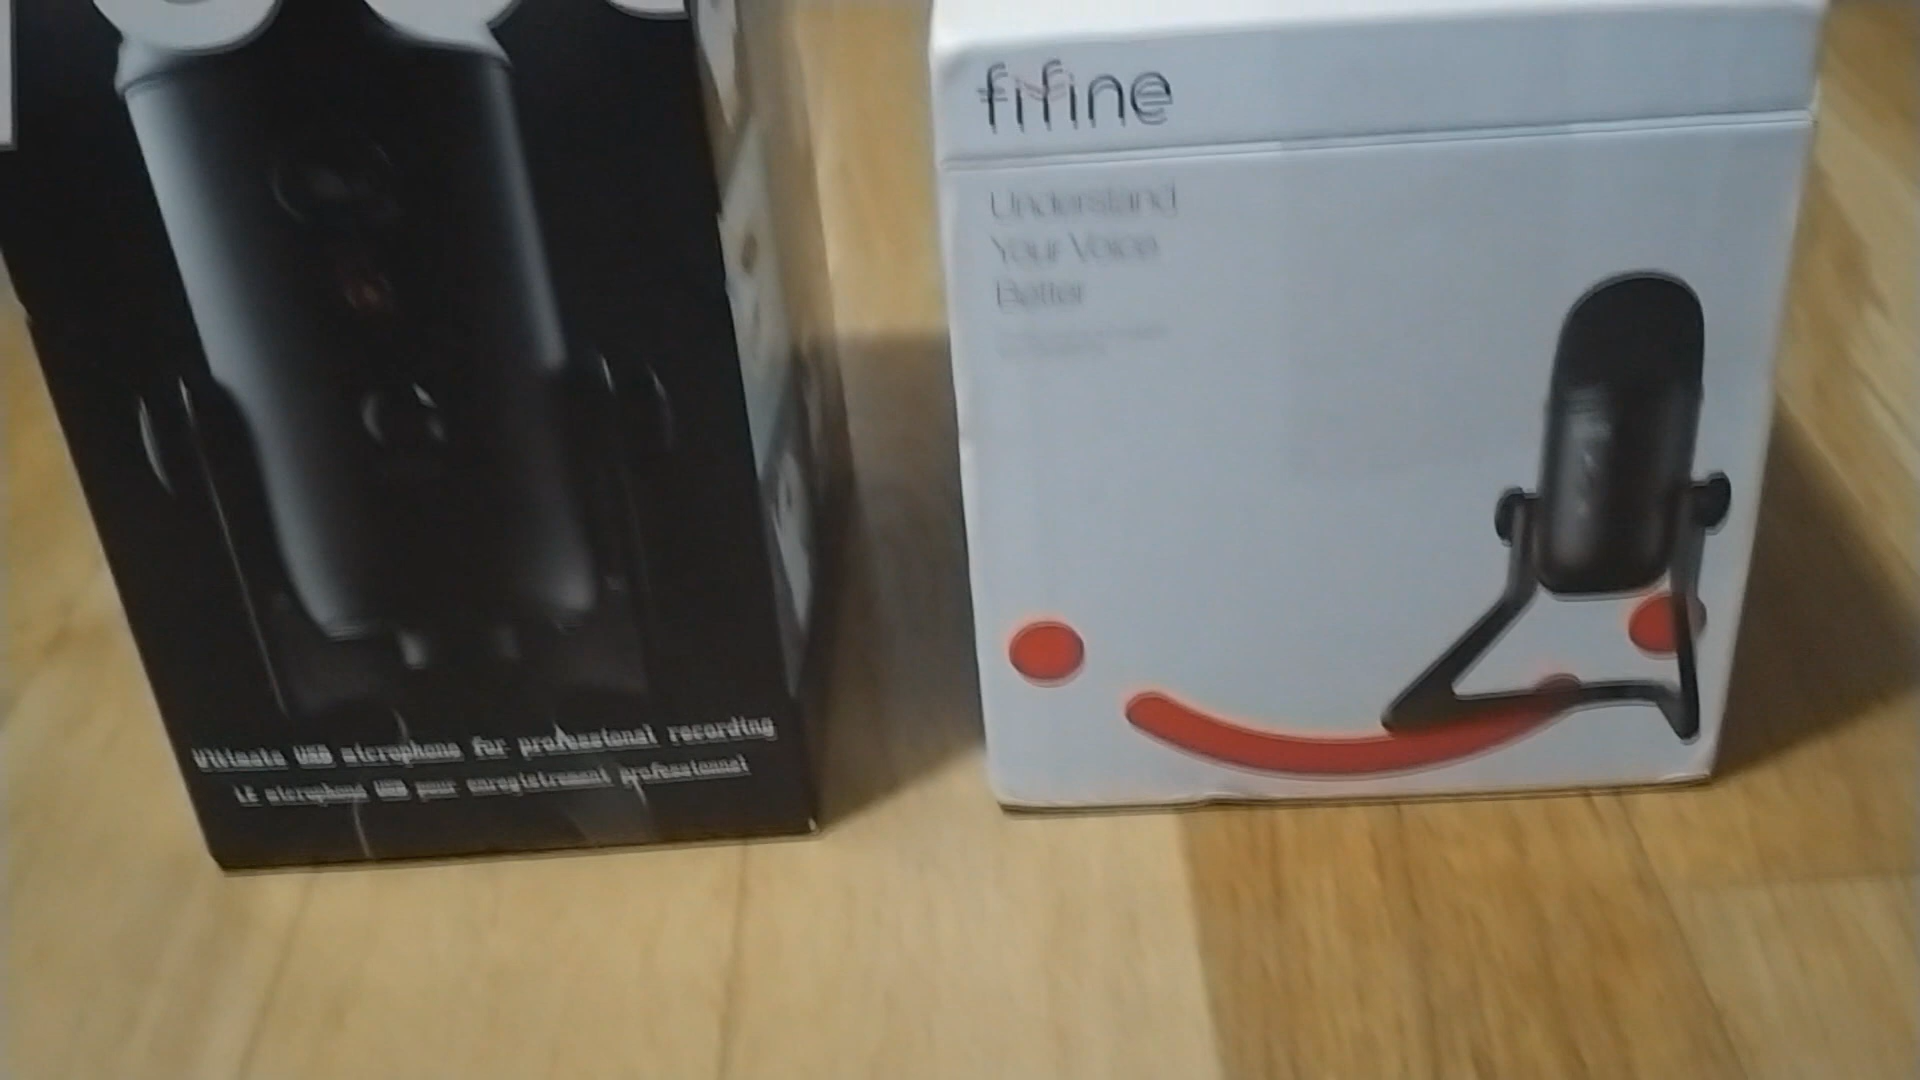 Ultimate USB microphone for professional recording
LE microphone USB pour enregistrement professionnel
fifine
Understand
Your Voice
Better